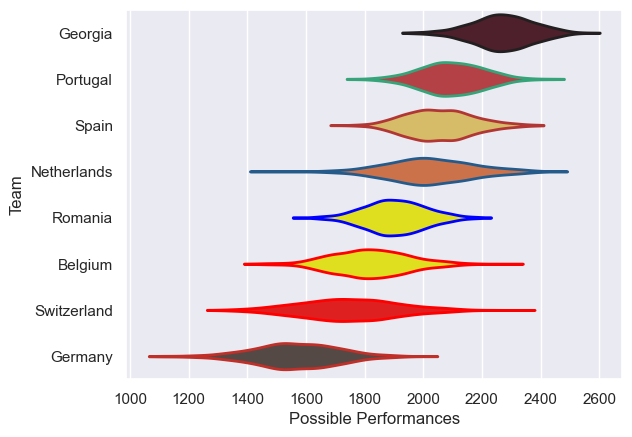 Georgia
Portugal
Spain
Netherlands
Romania
Belgium
Switzerland
Germany
Team
1000 1200 1400 1600 1800 2000 2200 2400 2600
Possible Performances